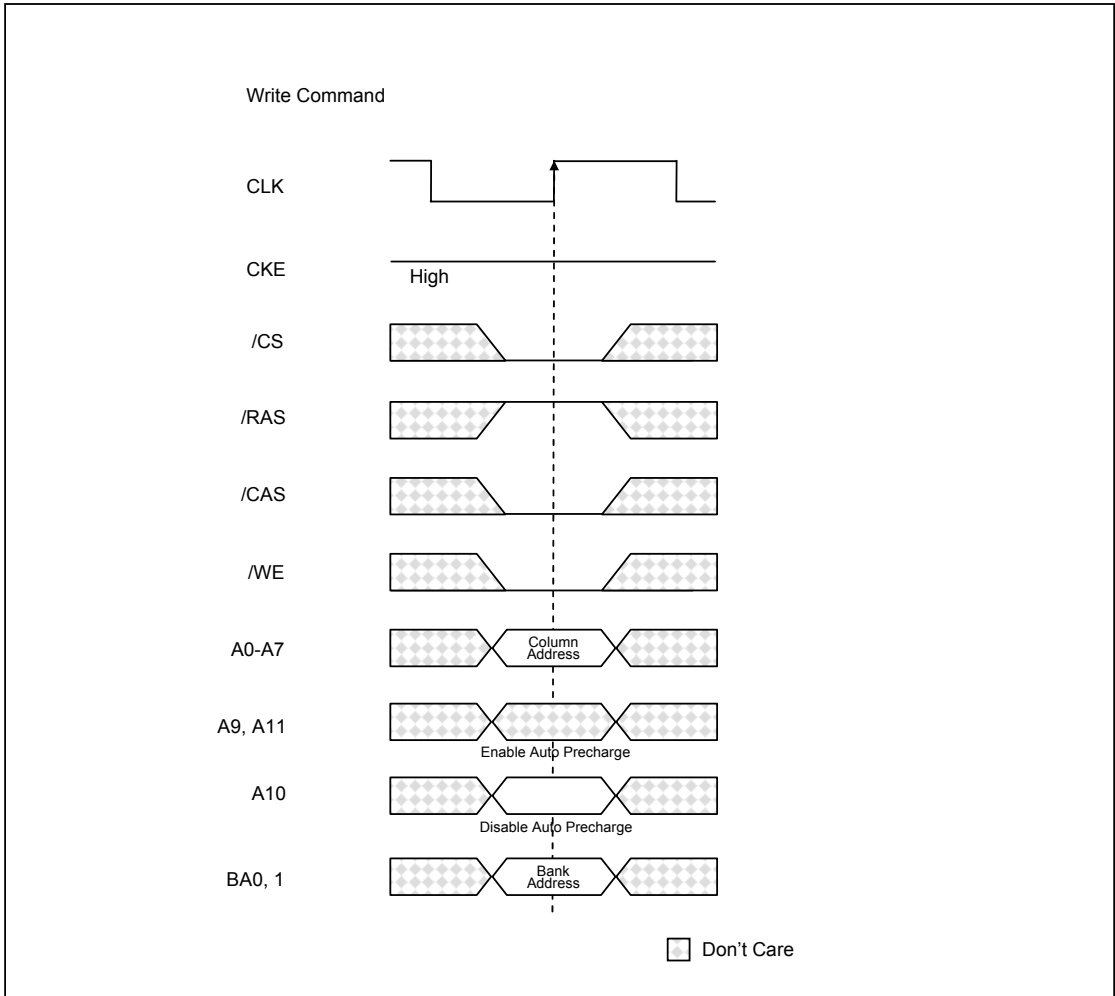 Write Command
CLK
CKE
High
/CS
/RAS
/CAS
/WE
A0-A7
Column
Address
A9, A11
Enable Auto Precharge
A10
Disable Auto Precharge
BA0, 1
Bank
Address
Don't Care